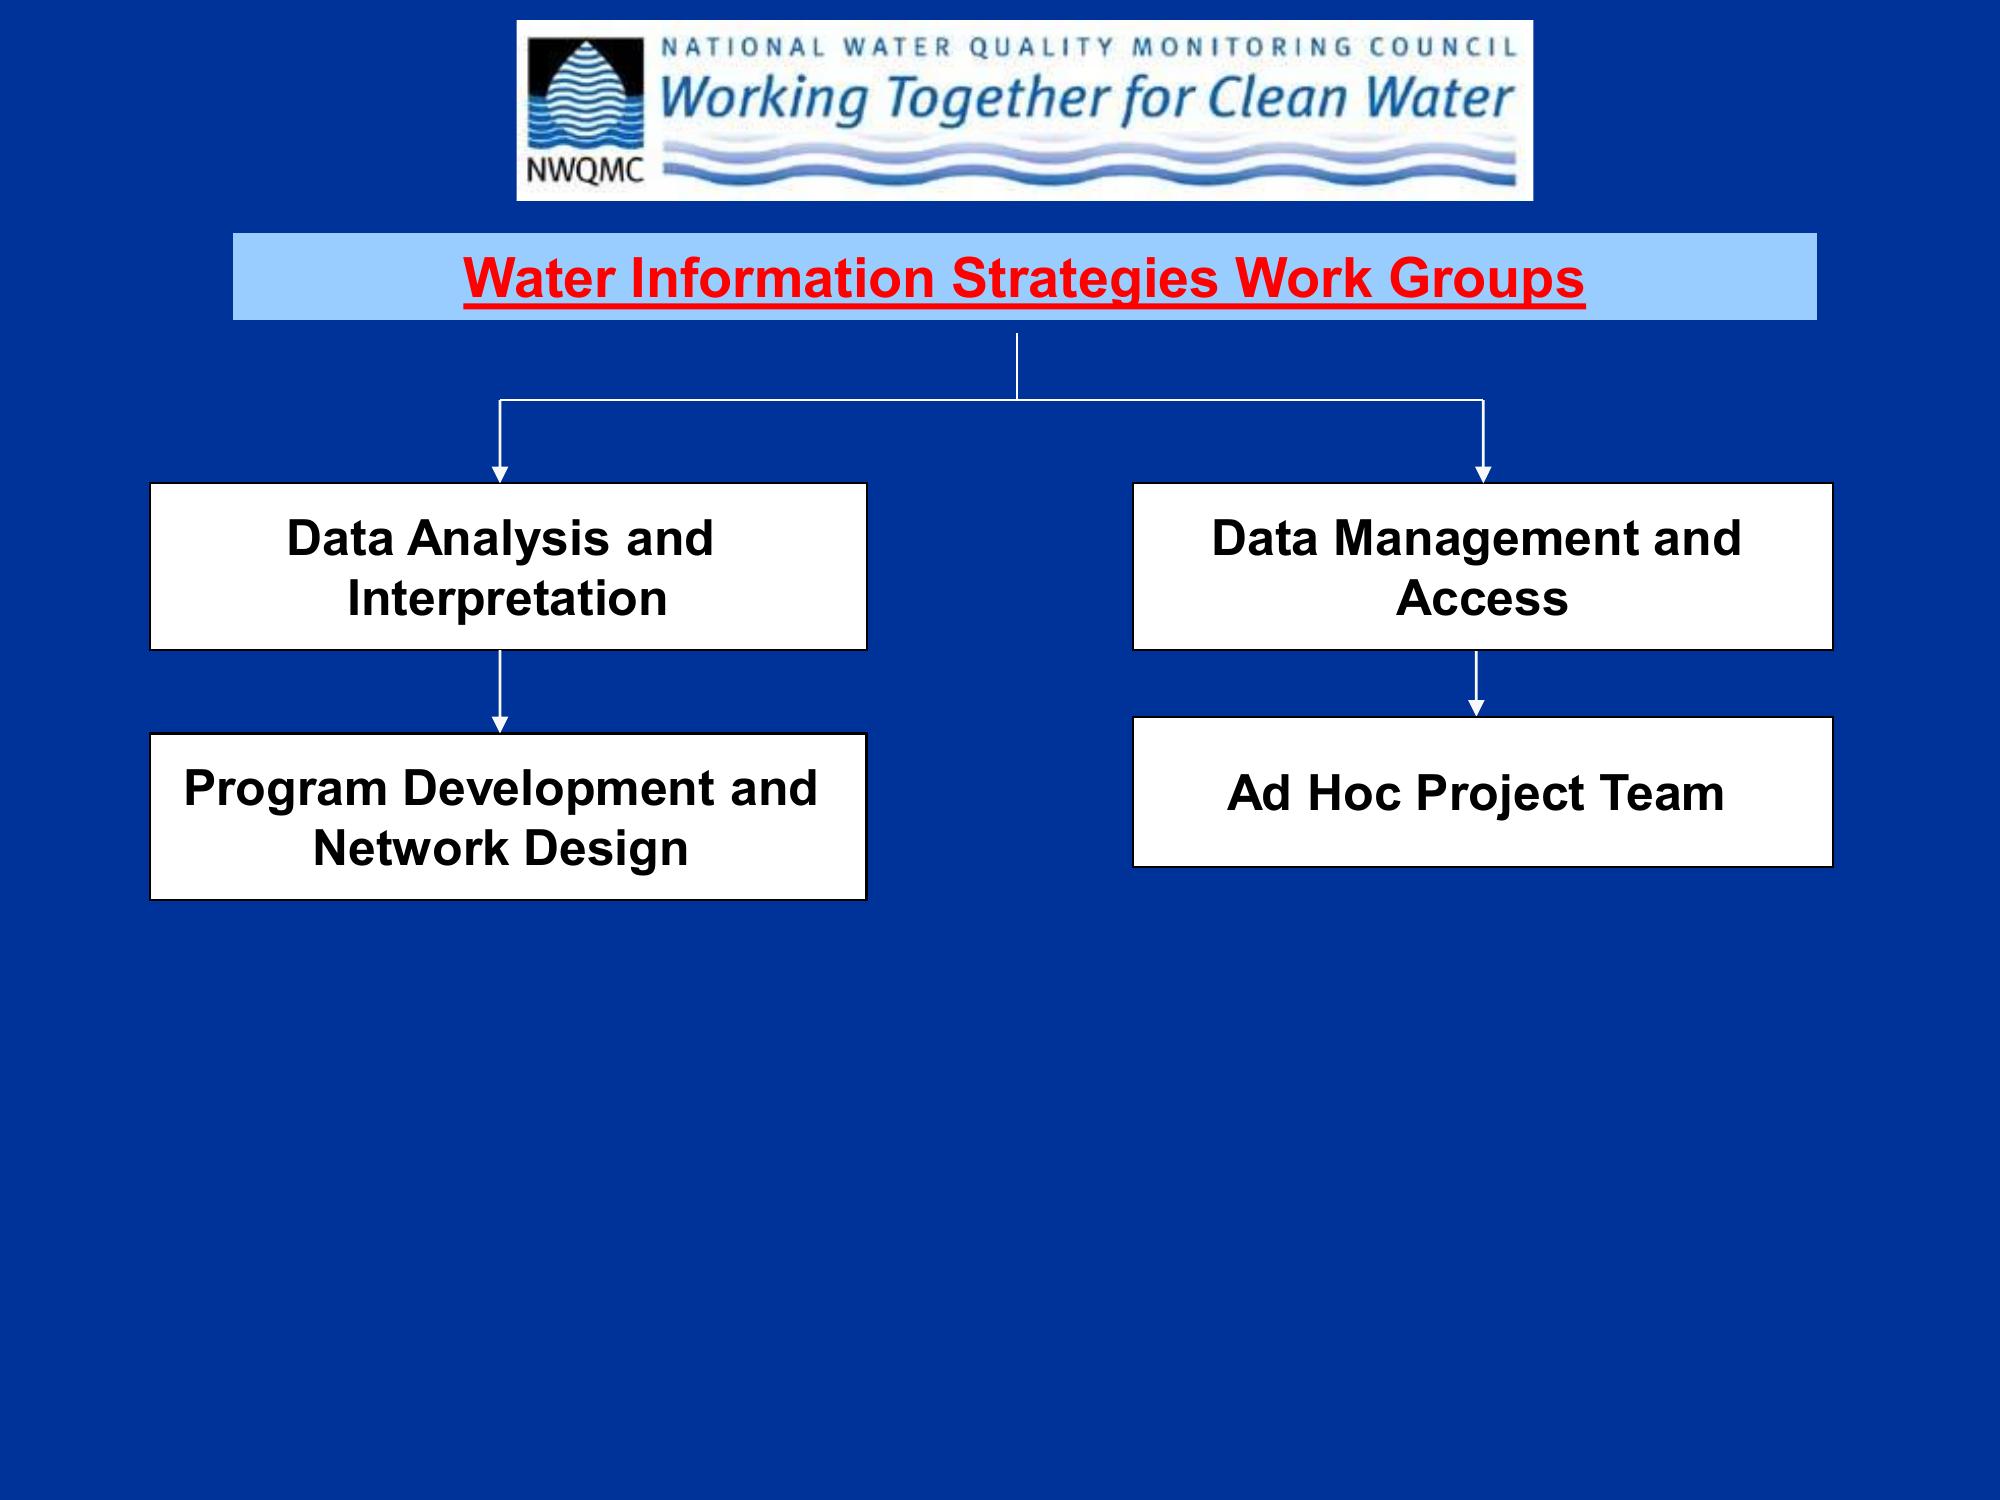 NATIONAL WATER QUALITY MONITORING COUNCIL
Working Together for Clean Water
NWQMC
Water Information Strategies Work Groups
Data Analysis and
Interpretation
Data Management and
Access
Program Development and
Network Design
Ad Hoc Project Team